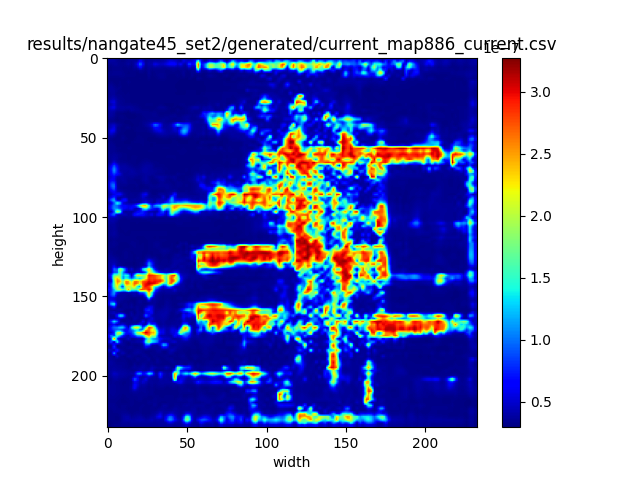 results/nangate45_set2/generated/current_map886_current.csv
1e−7
0
50
100
150
200
height
0 50 100 150 200
width
3.0
2.5
2.0
1.5
1.0
0.5